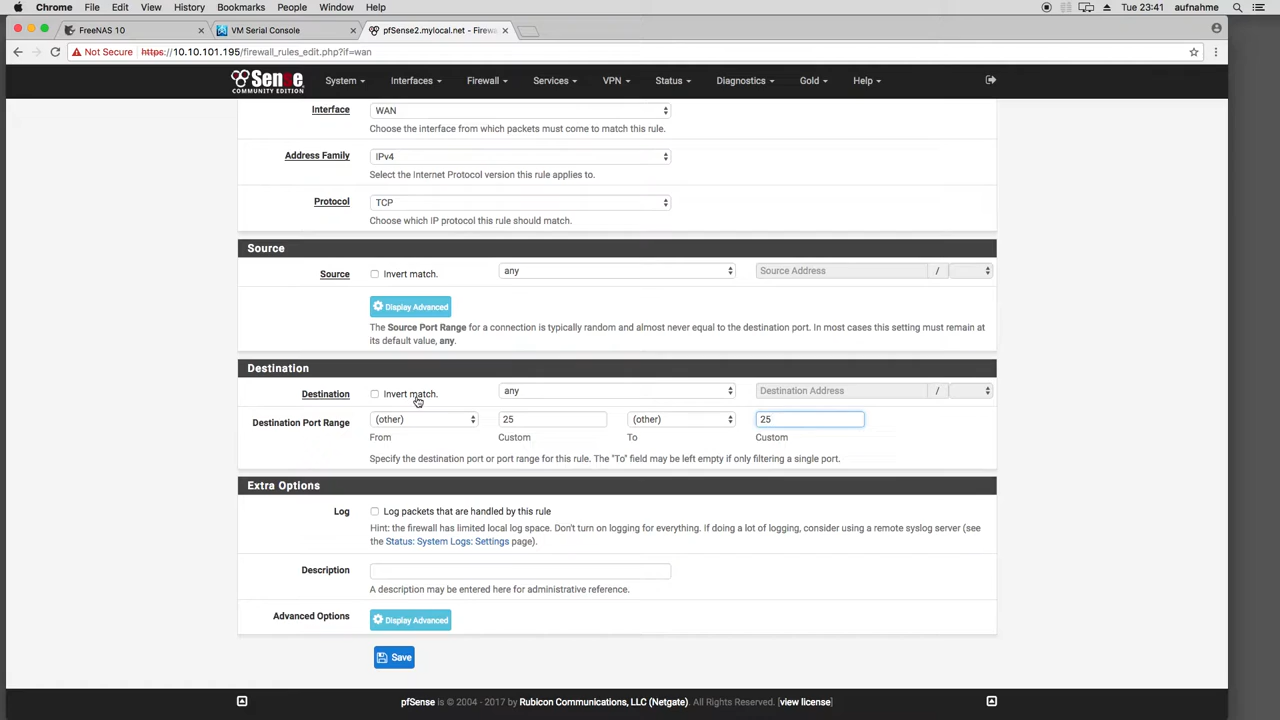 Chrome File Edit View History Bookmarks People Window Help Tue 23:41 aufnahme
FreeNAS 10 VM Serial Console pfSense2.mylocal.net - Firewa
Not Secure https://10.10.101.195/firewall_rules_edit.php?if=wan
Sense System Interfaces Firewall Services VPN Status Diagnostics Gold Help
COMMUNITY EDITION
Interface WAN
Choose the interface from which packets must come to match this rule.
Address Family IPv4
Select the Internet Protocol version this rule applies to.
Protocol TCP
Choose which IP protocol this rule should match.
Source
Source Invert match. any Source Address /
Display Advanced
The Source Port Range for a connection is typically random and almost never equal to the destination port. In most cases this setting must remain at
its default value, any.
Destination
Destination Invert match. any Destination Address /
Destination Port Range (other) 25 (other) 25
From Custom To Custom
Specify the destination port or port range for this rule. The "To" field may be left empty if only filtering a single port.
Extra Options
Log Log packets that are handled by this rule
Hint: the firewall has limited local log space. Don't turn on logging for everything. If doing a lot of logging, consider using a remote syslog server (see
the Status: System Logs: Settings page).
Description
A description may be entered here for administrative reference.
Advanced Options Display Advanced
Save
pfSense is © 2004 - 2017 by Rubicon Communications, LLC (Netgate). All Rights Reserved. [view license]